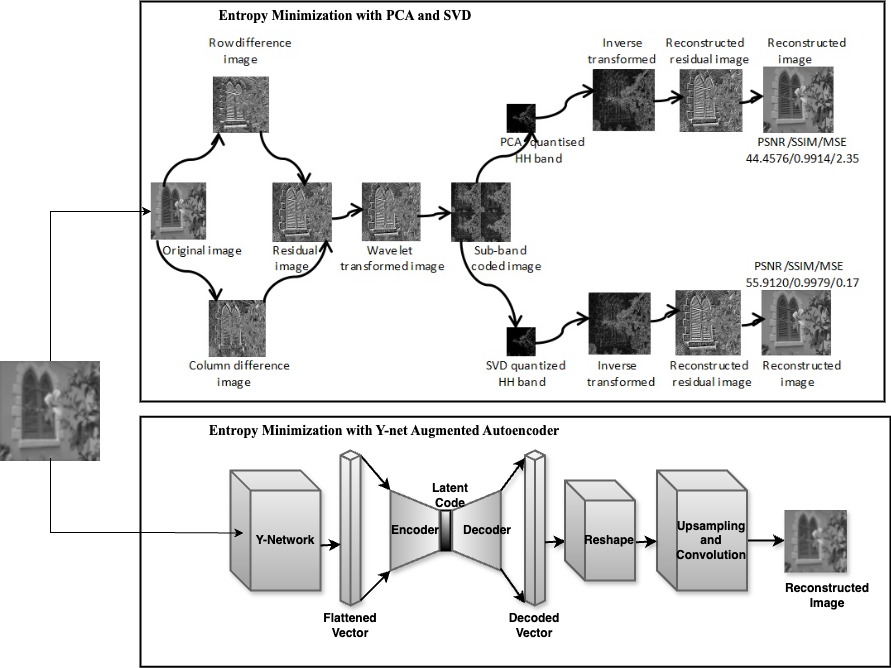 Entropy Minimization with PCA and SVD
Row difference
image
Inverse
transformed
Reconstructed
residual image
Reconstructed
image
PCA quantised
HH band
PSNR/SSIM/MSE
44.4576/0.9914/2.35
Original image
Residual
image
Wavelet
transformed image
Sub-band
coded image
PSNR/SSIM/MSE
55.9120/0.9979/0.17
Column difference
image
SVD quantized
HH band
Inverse
transformed
Reconstructed
residual image
Reconstructed
image
Entropy Minimization with Y-net Augmented Autoencoder
Y-Network
Flattened
Vector
Encoder
Latent
Code
Decoder
Decoded
Vector
Reshape
Upsampling
and
Convolution
Reconstructed
Image